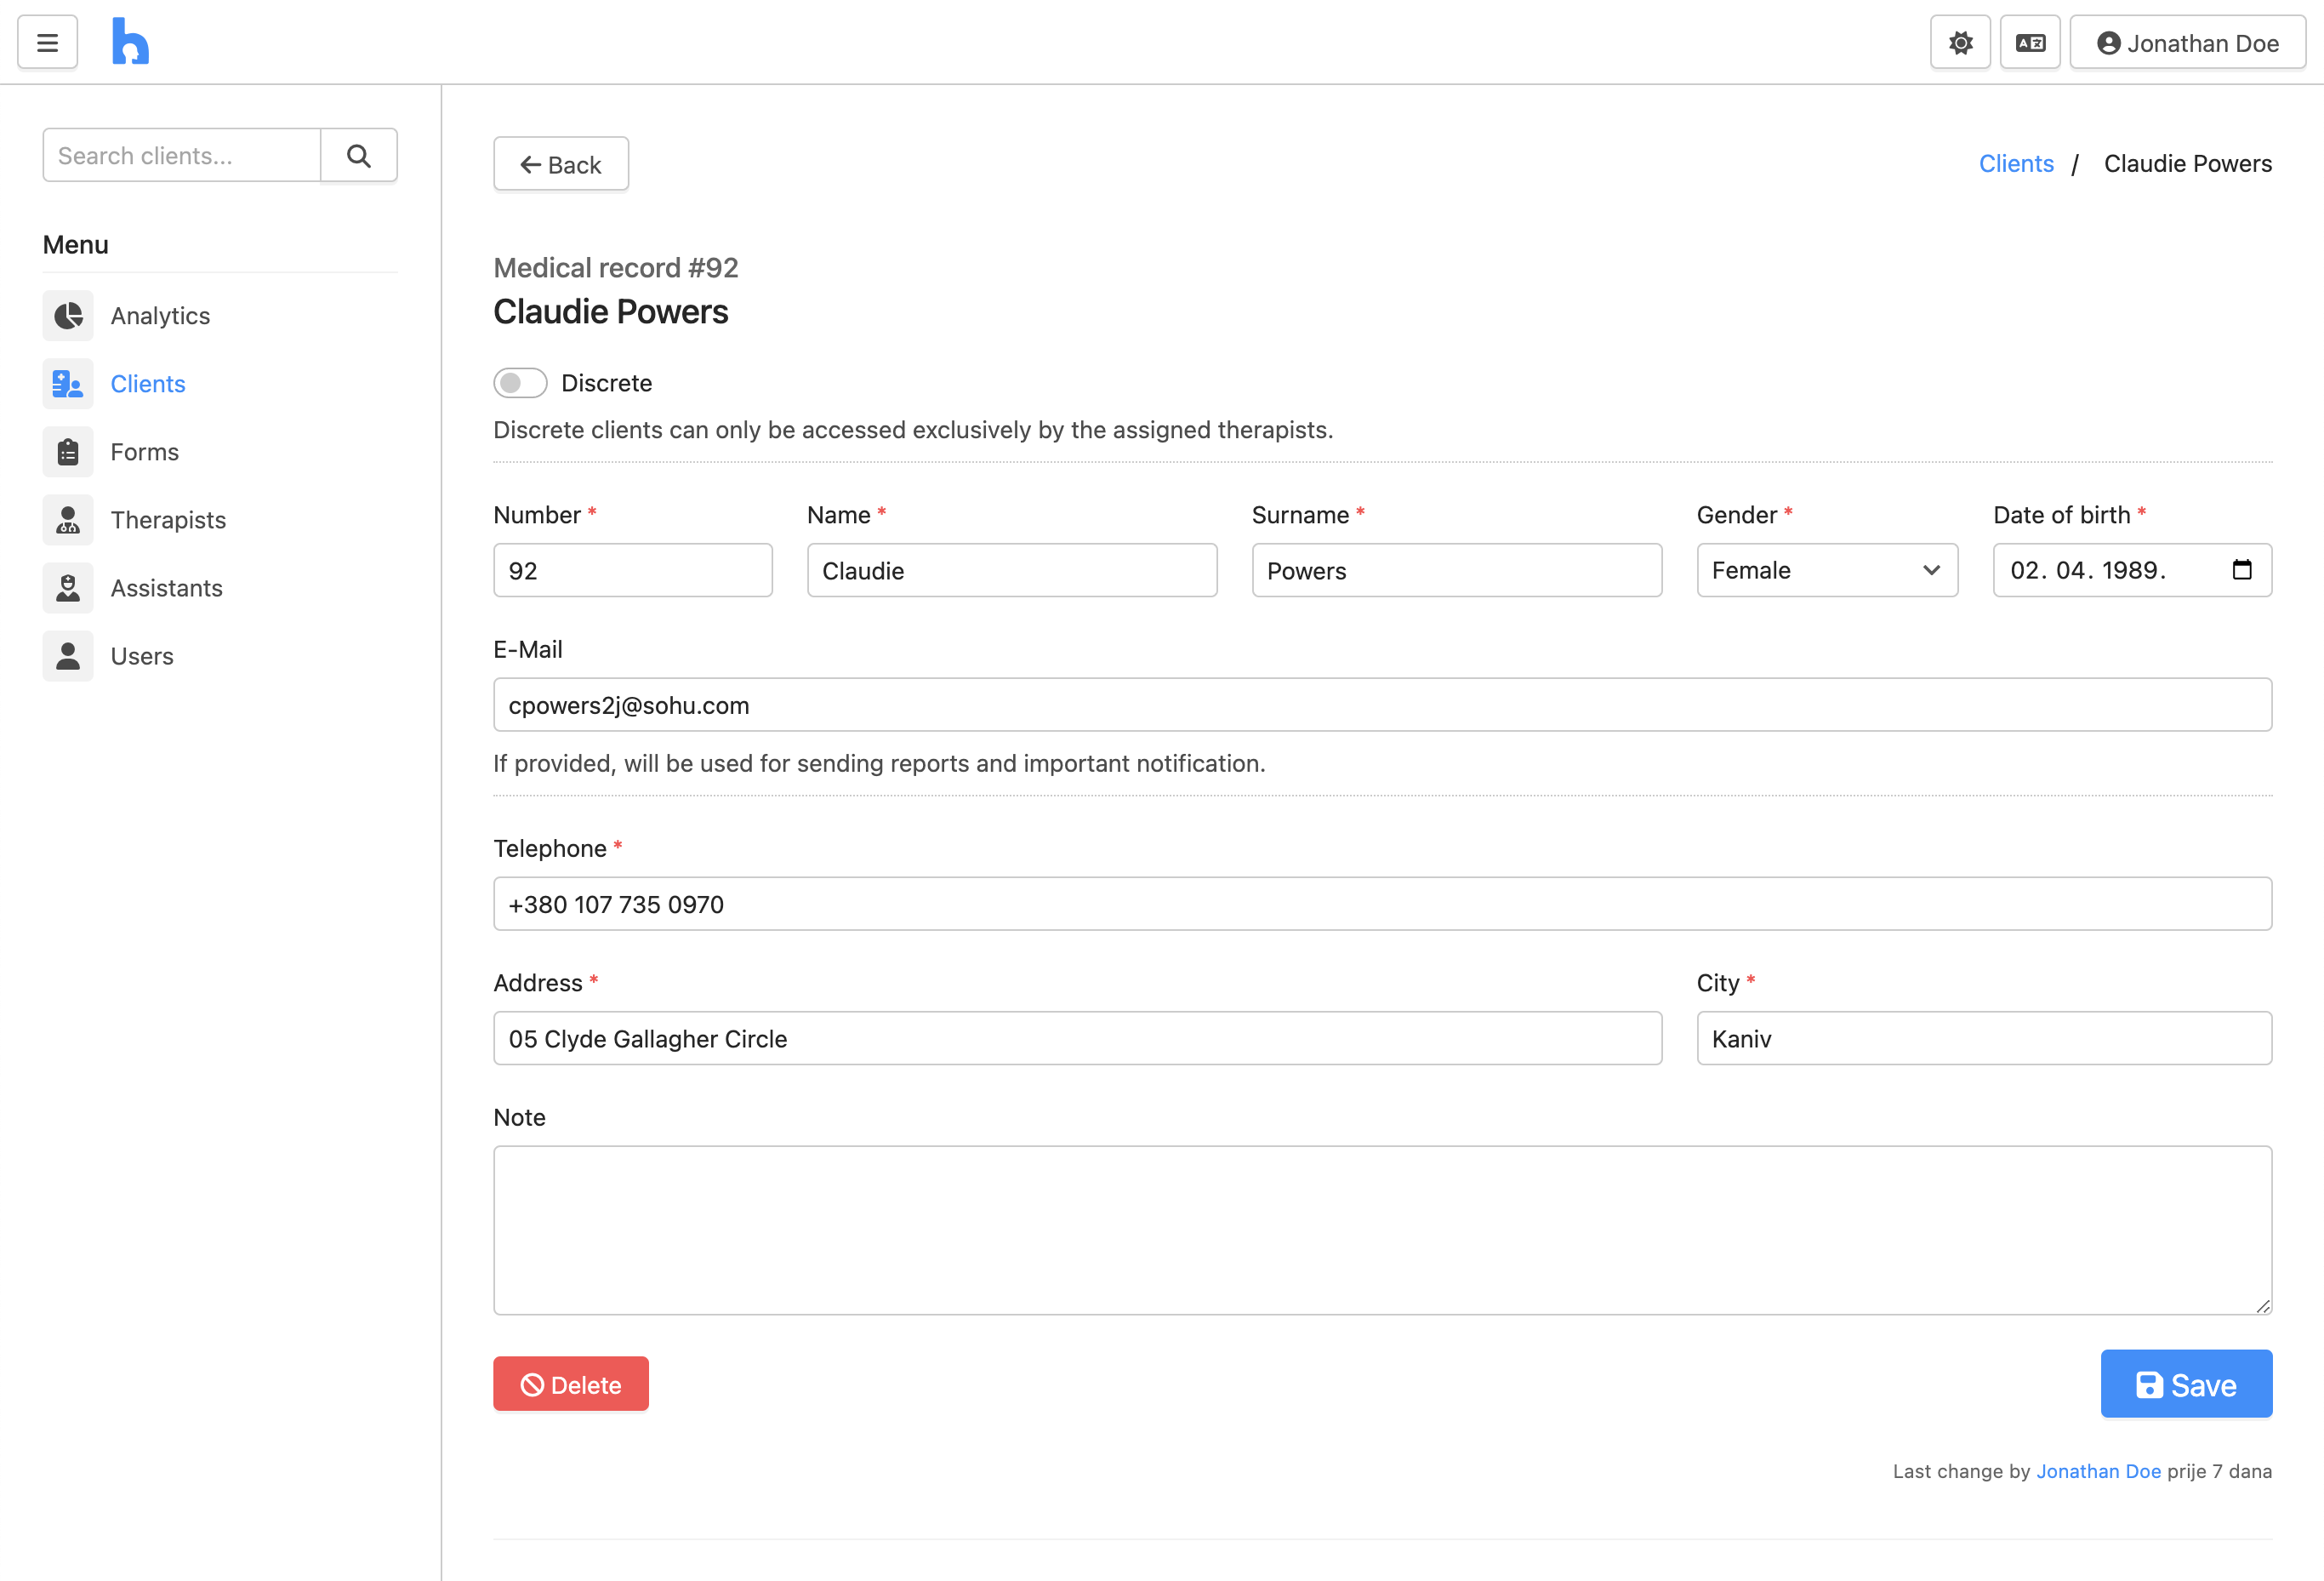 Jonathan Doe
Search clients...
Menu
Analytics
Clients
Forms
Therapists
Assistants
Users
Back
Clients / Claudie Powers
Medical record #92
Claudie Powers
Discrete
Discrete clients can only be accessed exclusively by the assigned therapists.
Number * Name * Surname * Gender * Date of birth *
92 Claudie Powers Female 02. 04. 1989.
E-Mail
cpowers2j@sohu.com
If provided, will be used for sending reports and important notification.
Telephone *
+380 107 735 0970
Address * City *
05 Clyde Gallagher Circle Kaniv
Note
Delete Save
Last change by Jonathan Doe prije 7 dana